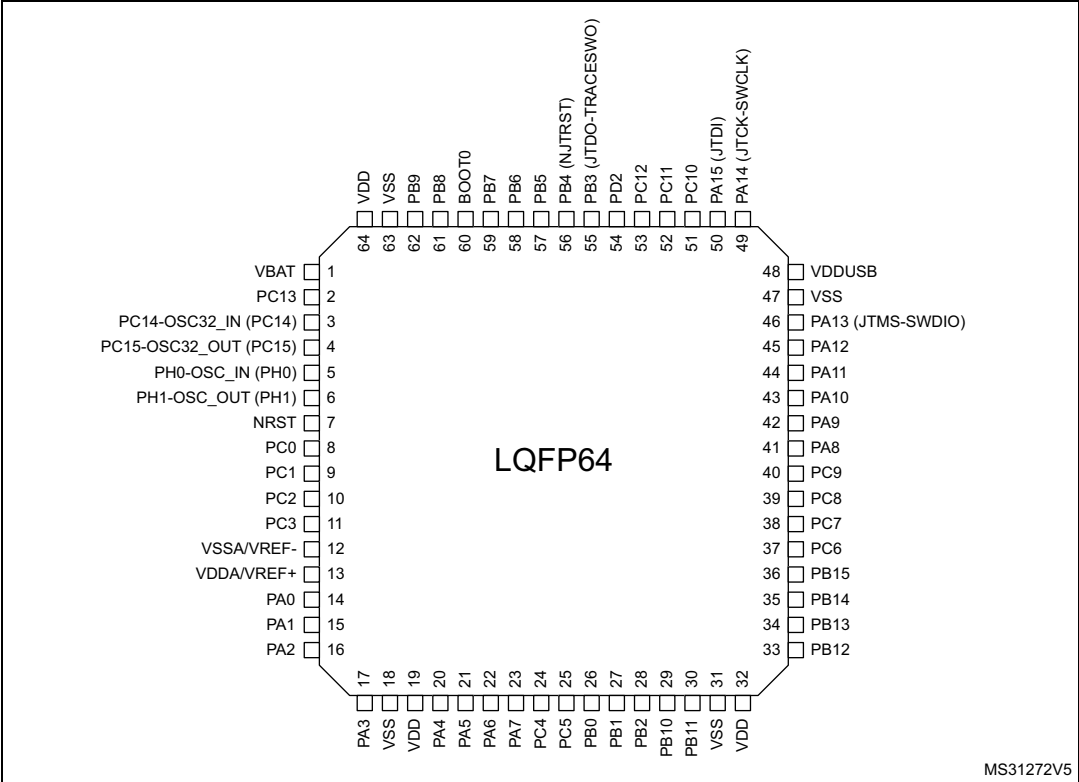 VDD
VSS
PB9
PB8
BOOT0
PB7
PB6
PB5
PB4 (NJTRST)
PB3 (JTDO-TRACESWO)
PD2
PC12
PC11
PC10
PA15 (JTDI)
PA14 (JTCK-SWCLK)
64
63
62
61
60
59
58
57
56
55
54
53
52
51
50
49
VBAT 1
PC13 2
PC14-OSC32_IN (PC14) 3
PC15-OSC32_OUT (PC15) 4
PH0-OSC_IN (PH0) 5
PH1-OSC_OUT (PH1) 6
NRST 7
PC0 8
PC1 9
PC2 10
PC3 11
VSSA/VREF- 12
VDDA/VREF+ 13
PA0 14
PA1 15
PA2 16
LQFP64
48 VDDUSB
47 VSS
46 PA13 (JTMS-SWDIO)
45 PA12
44 PA11
43 PA10
42 PA9
41 PA8
40 PC9
39 PC8
38 PC7
37 PC6
36 PB15
35 PB14
34 PB13
33 PB12
17
18
19
20
21
22
23
24
25
26
27
28
29
30
31
32
PA3
VSS
VDD
PA4
PA5
PA6
PA7
PC4
PC5
PB0
PB1
PB2
PB10
PB11
VSS
VDD
MS31272V5